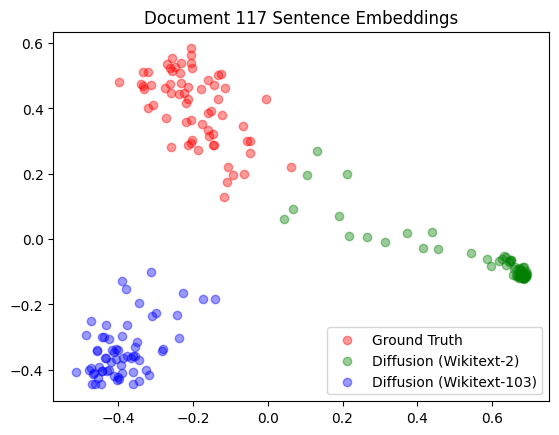 Document 117 Sentence Embeddings
0.6
0.4
0.2
0.0
−0.2
−0.4
−0.4 −0.2 0.0 0.2 0.4 0.6
Ground Truth
Diffusion (Wikitext-2)
Diffusion (Wikitext-103)